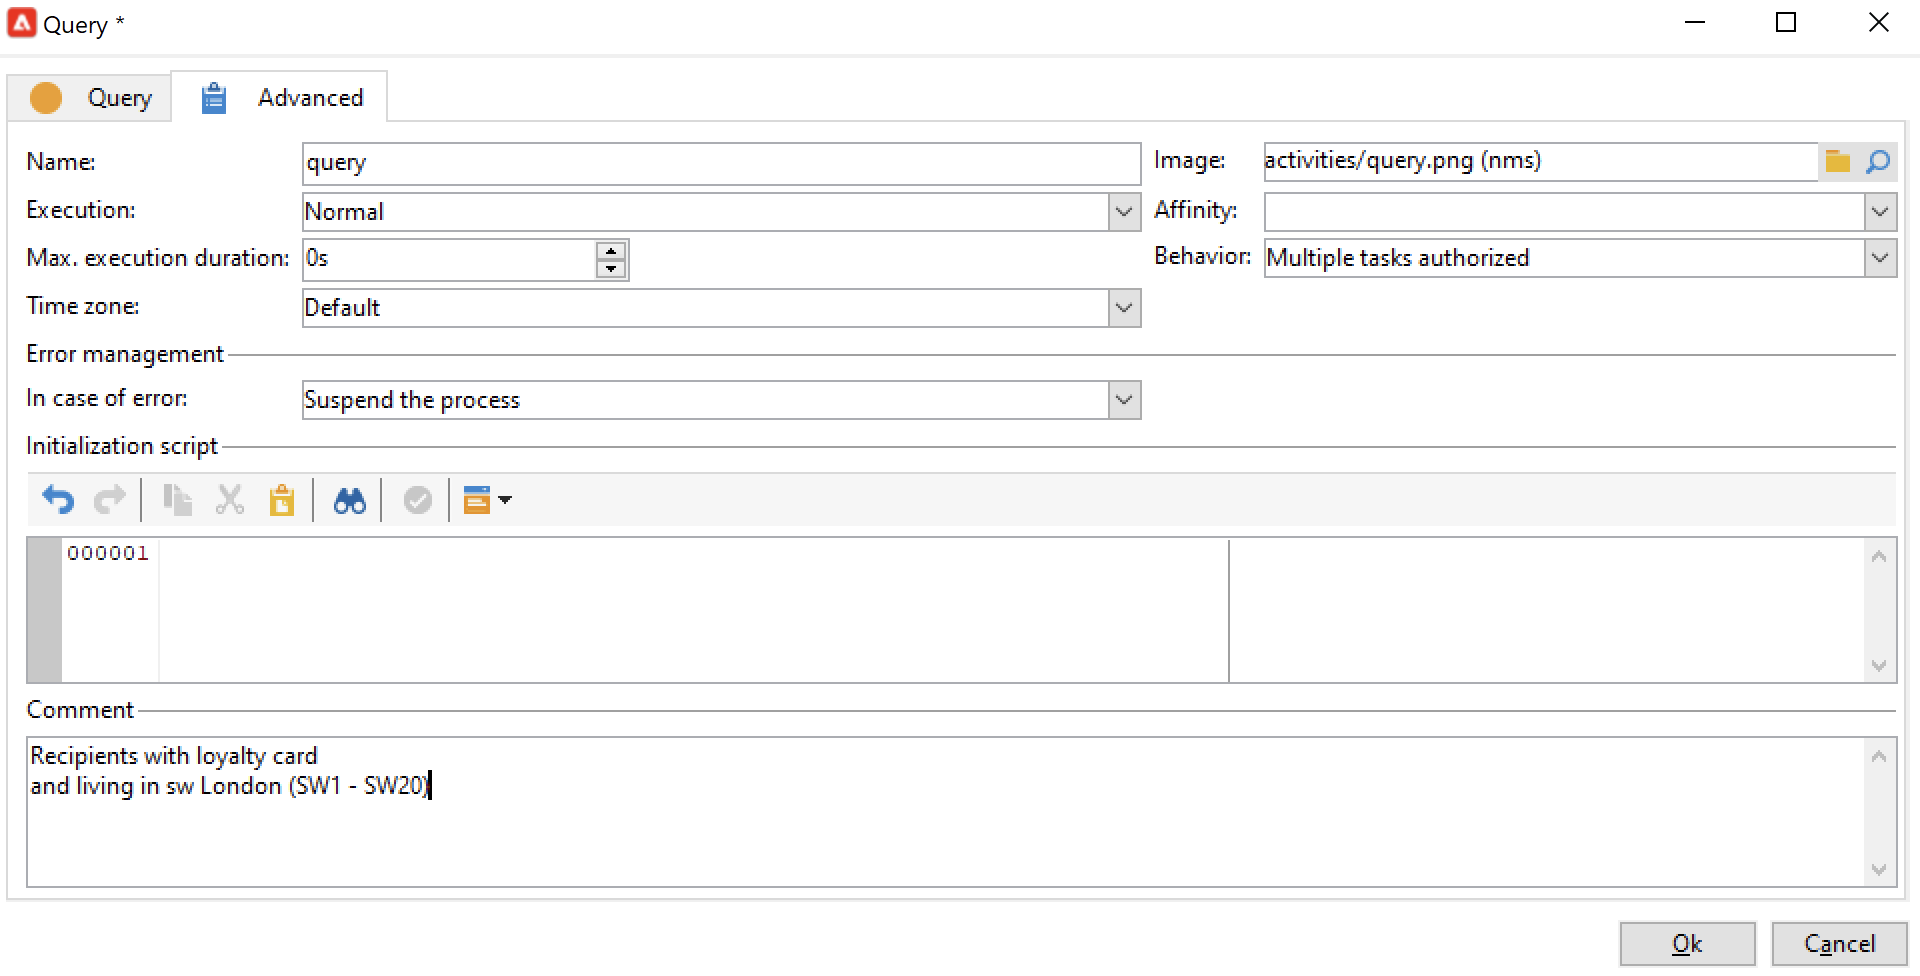 Query *
Query
Advanced
Name: query
Image: activities/query.png (nms)
Execution: Normal
Affinity:
Max. execution duration: 0s
Behavior: Multiple tasks authorized
Time zone: Default
Error management
In case of error: Suspend the process
Initialization script
000001
Comment
Recipients with loyalty card
and living in sw London (SW1 - SW20)
Ok
Cancel